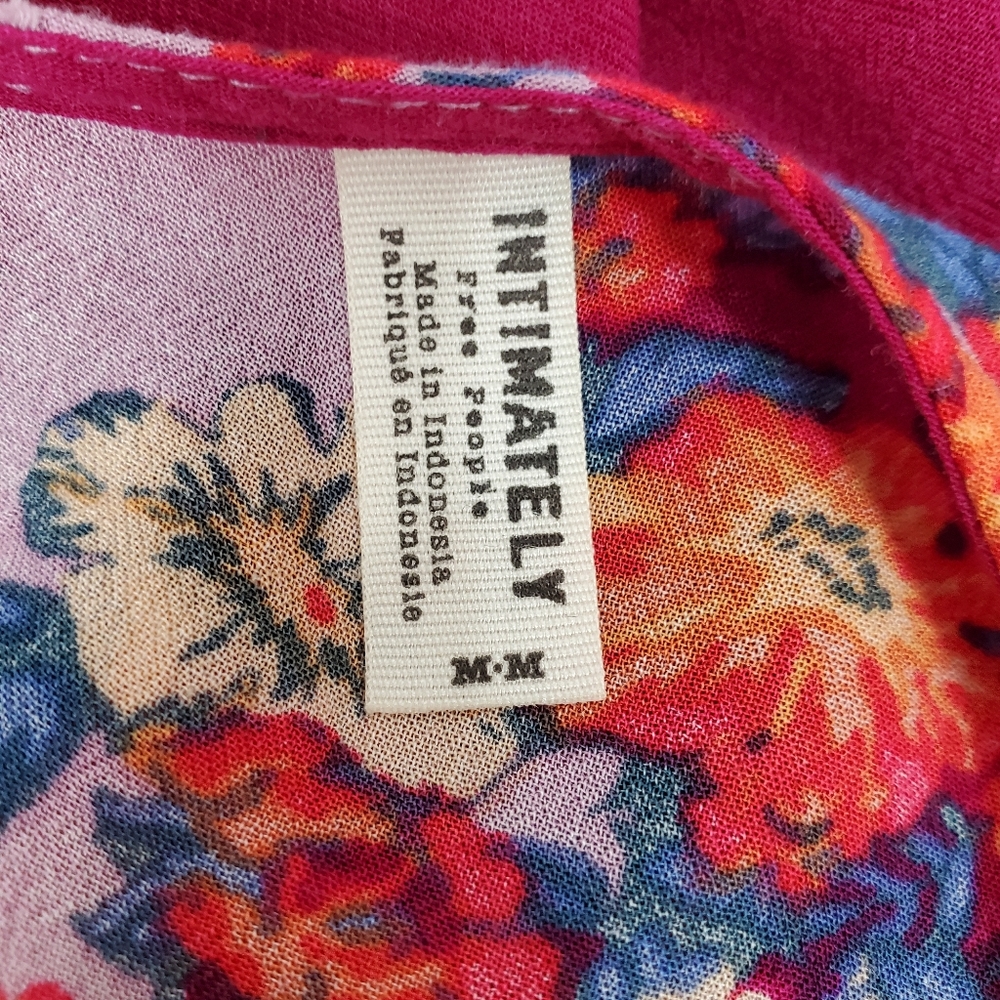 INTIMATELY
Free People
Made in Indonesia
Fabriqué en Indonesie
M·M